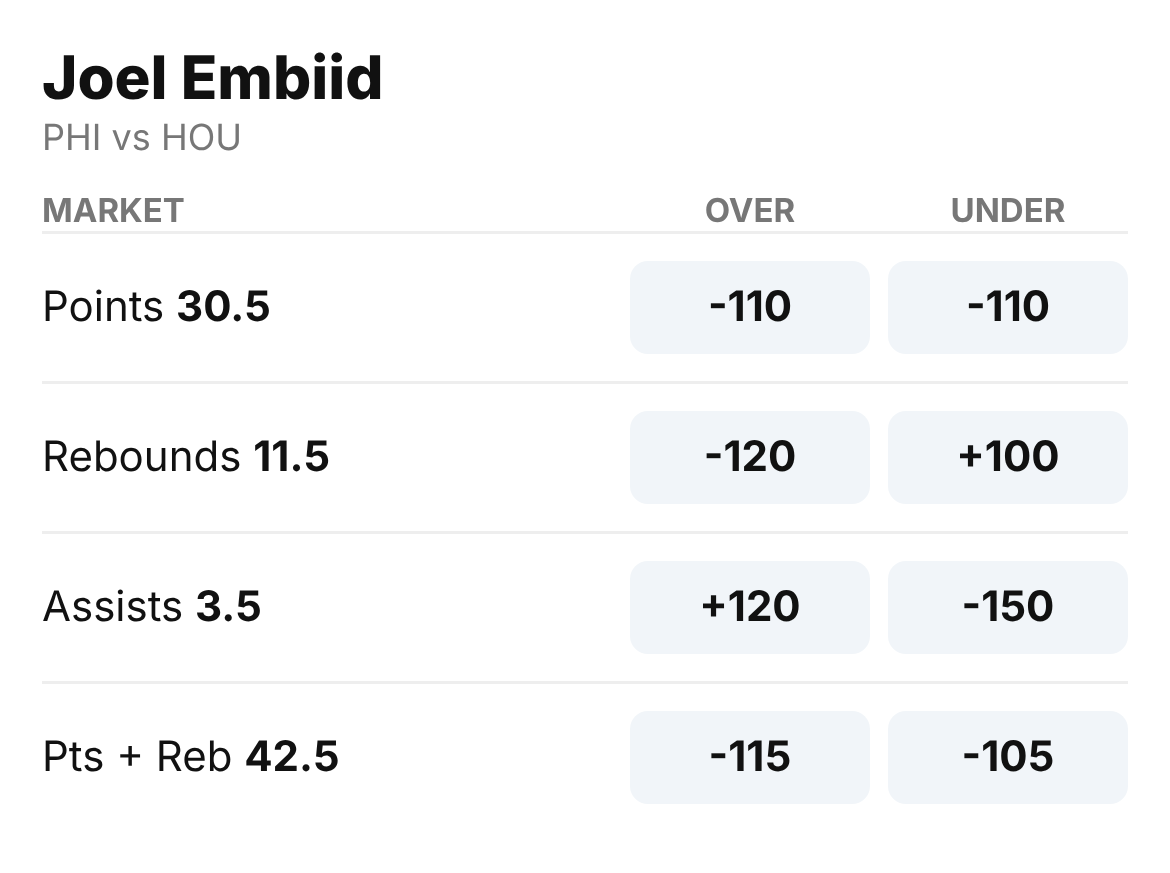 Joel Embiid
PHI vs HOU
MARKET OVER UNDER
Points 30.5 -110 -110
Rebounds 11.5 -120 +100
Assists 3.5 +120 -150
Pts + Reb 42.5 -115 -105